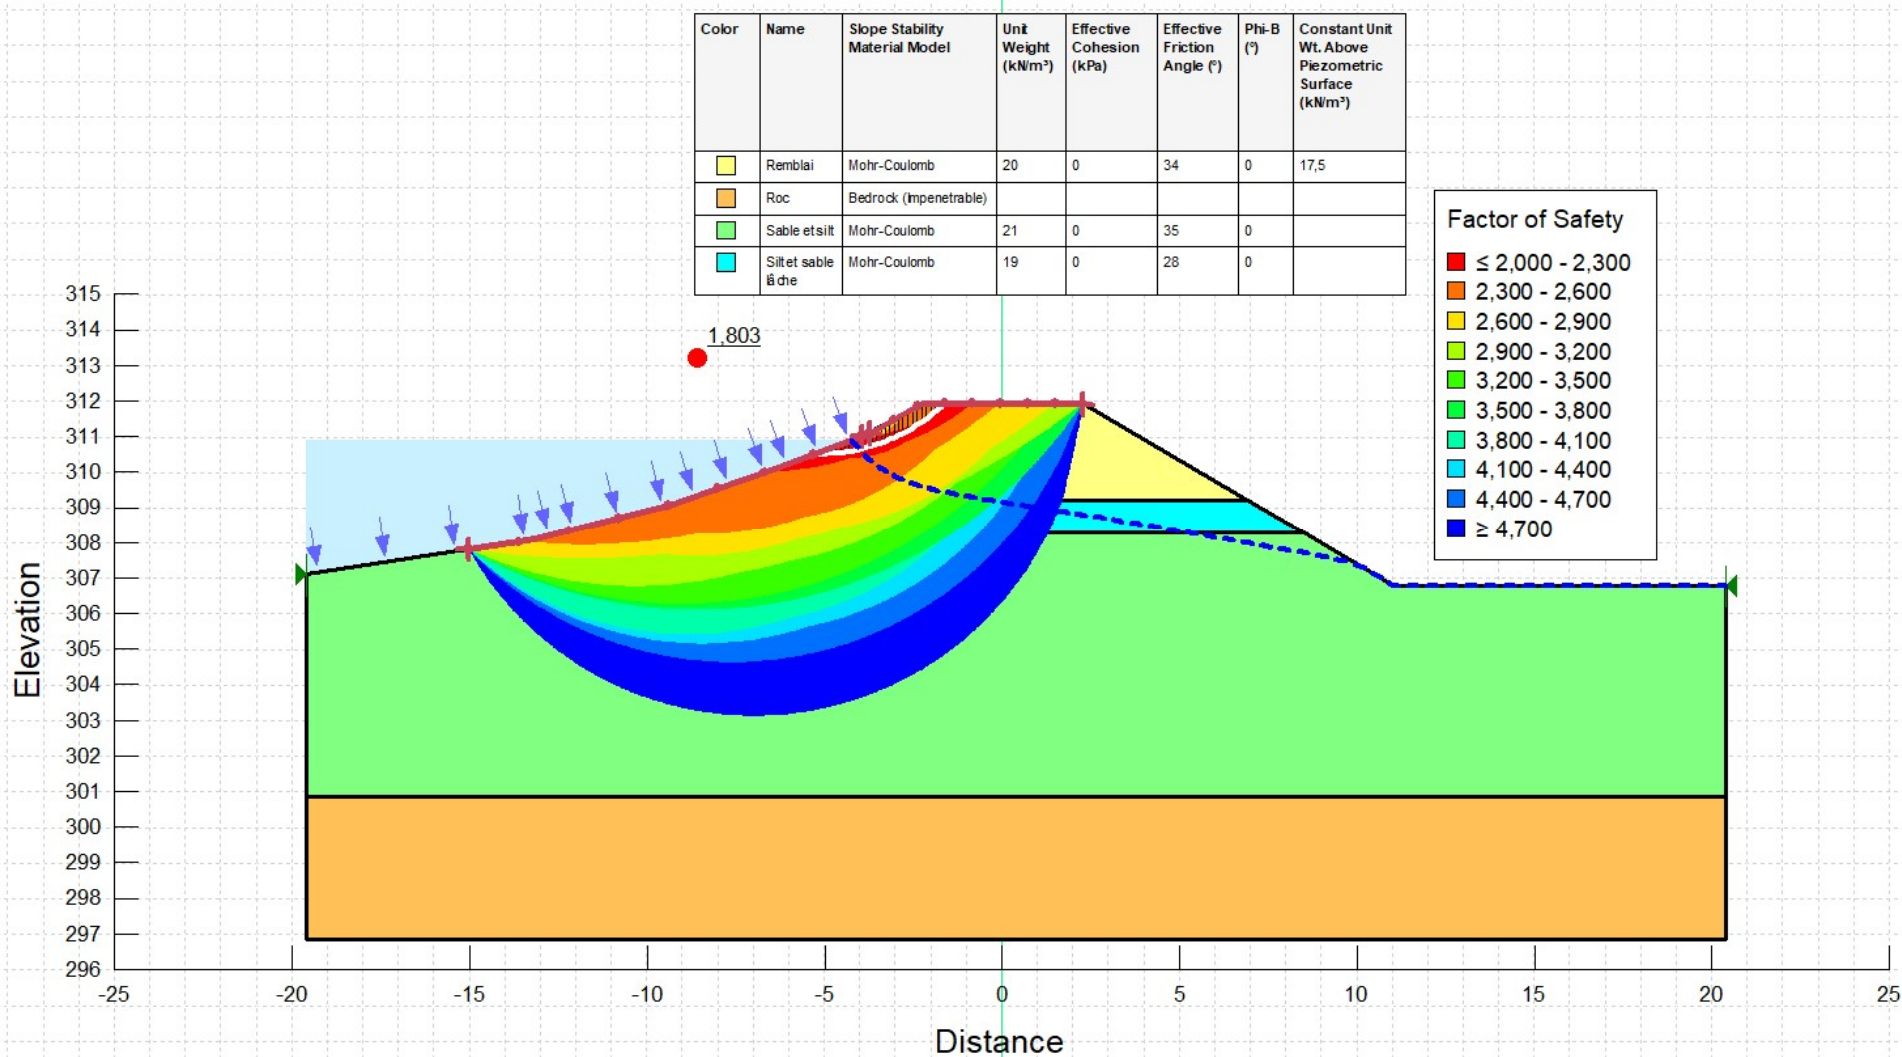 Color Name Slope Stability Material Model Unit Weight (kN/m³) Effective Cohesion (kPa) Effective Friction Angle (°) Phi-B (°) Constant Unit Wt. Above Piezometric Surface (kN/m³)
Remblai Mohr-Coulomb 20 0 34 0 17,5
Roc Bedrock (Impenetrable)
Sable et silt Mohr-Coulomb 21 0 35 0
Silt et sable lâche Mohr-Coulomb 19 0 28 0
Factor of Safety
≤ 2,000 - 2,300
2,300 - 2,600
2,600 - 2,900
2,900 - 3,200
3,200 - 3,500
3,500 - 3,800
3,800 - 4,100
4,100 - 4,400
4,400 - 4,700
≥ 4,700
1,803
Elevation
315
314
313
312
311
310
309
308
307
306
305
304
303
302
301
300
299
298
297
296
-25 -20 -15 -10 -5 0 5 10 15 20 25
Distance